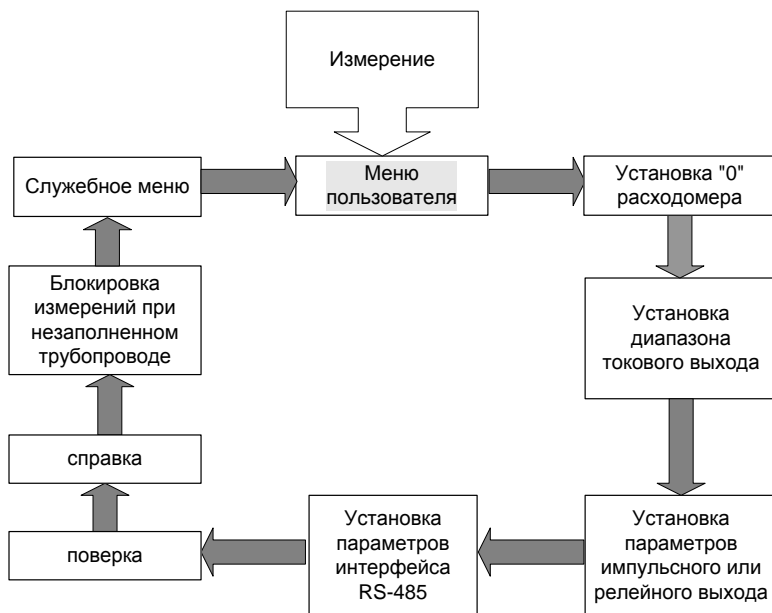 Измерение
Служебное меню
Меню
пользователя
Установка "0"
расходомера
Блокировка
измерений при
незаполненном
трубопроводе
Установка
диапазона
токового выхода
справка
поверка
Установка
параметров
интерфейса
RS-485
Установка
параметров
импульсного или
релейного выхода